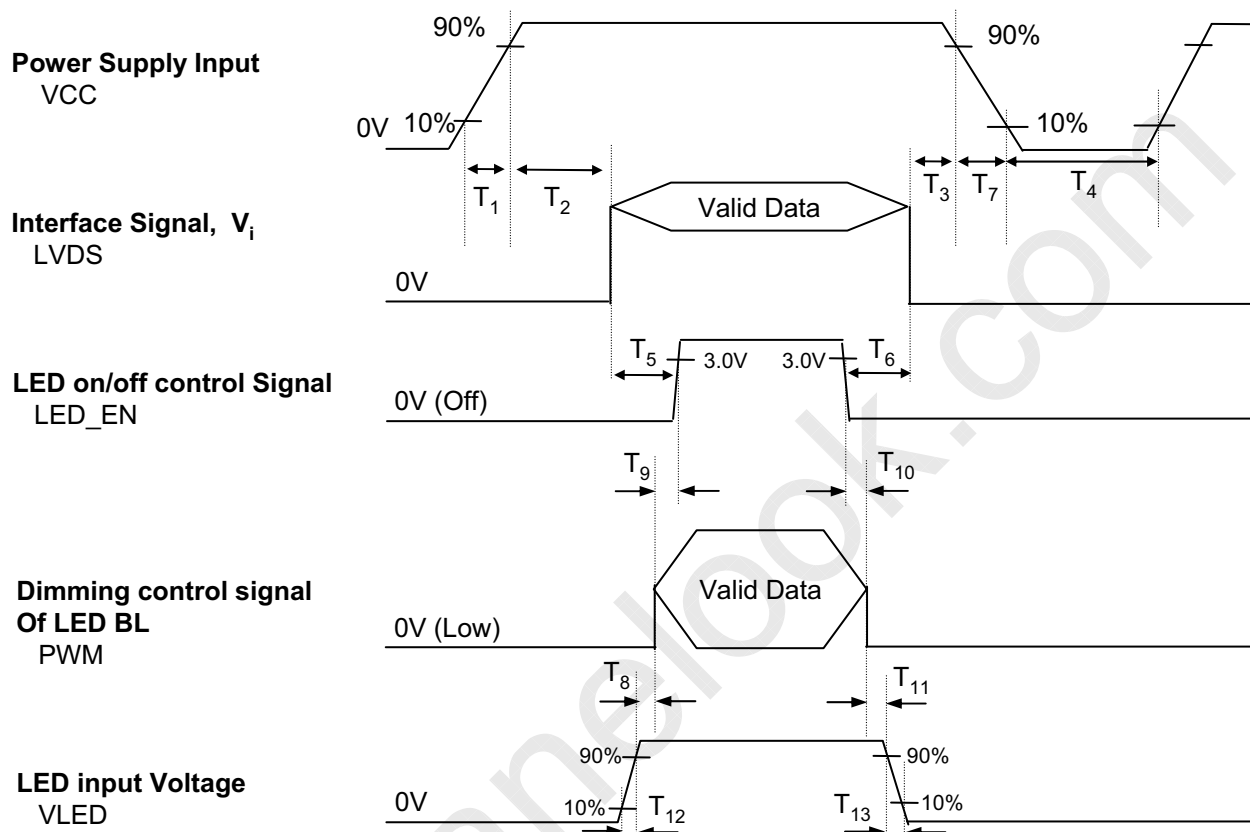 90%
90%
Power Supply Input
VCC
0V
10%
10%
T1
T2
T3
T7
T4
Interface Signal, Vi
LVDS
Valid Data
0V
LED on/off control Signal
LED_EN
T5
3.0V
3.0V
T6
0V (Off)
T9
T10
Dimming control signal
Of LED BL
PWM
Valid Data
0V (Low)
T8
T11
LED input Voltage
VLED
90%
90%
0V
10%
T12
T13
10%
anelook.com